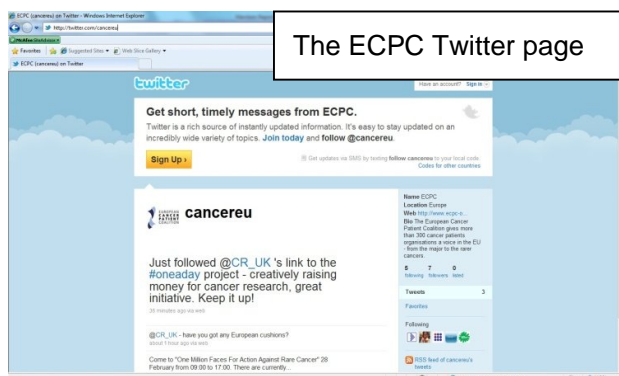 ECPC (cancereu) on Twitter - Windows Internet Explorer
http://twitter.com/cancereu
McAfee
Favorites Suggested Sites Web Slice Gallery
ECPC (cancereu) on Twitter
The ECPC Twitter page
twitter
Have an account? Sign in
Get short, timely messages from ECPC.
Twitter is a rich source of instantly updated information. It's easy to stay updated on an
incredibly wide variety of topics. Join today and follow @cancereu.
Sign Up ›
Get updates via SMS by texting follow cancereu to your local code.
Codes for other countries
EUROPEAN
CANCER
PATIENT
COALITION
cancereu
Just followed @CR_UK 's link to the
#oneaday project - creatively raising
money for cancer research, great
initiative. Keep it up!
35 minutes ago via web
@CR_UK - have you got any European cushions?
about 1 hour ago via web
Come to "One Million Faces For Action Against Rare Cancer" 28
February from 09:00 to 17:00. There are currently...
Name ECPC
Location Europe
Web http://www.ecpc-o...
Bio The European Cancer
Patient Coalition gives more
than 300 cancer patients
organisations a voice in the EU
- from the major to the rarer
cancers.
8 7 0
following followers listed
Tweets 3
Favorites
Following
RSS feed of cancereu's
tweets